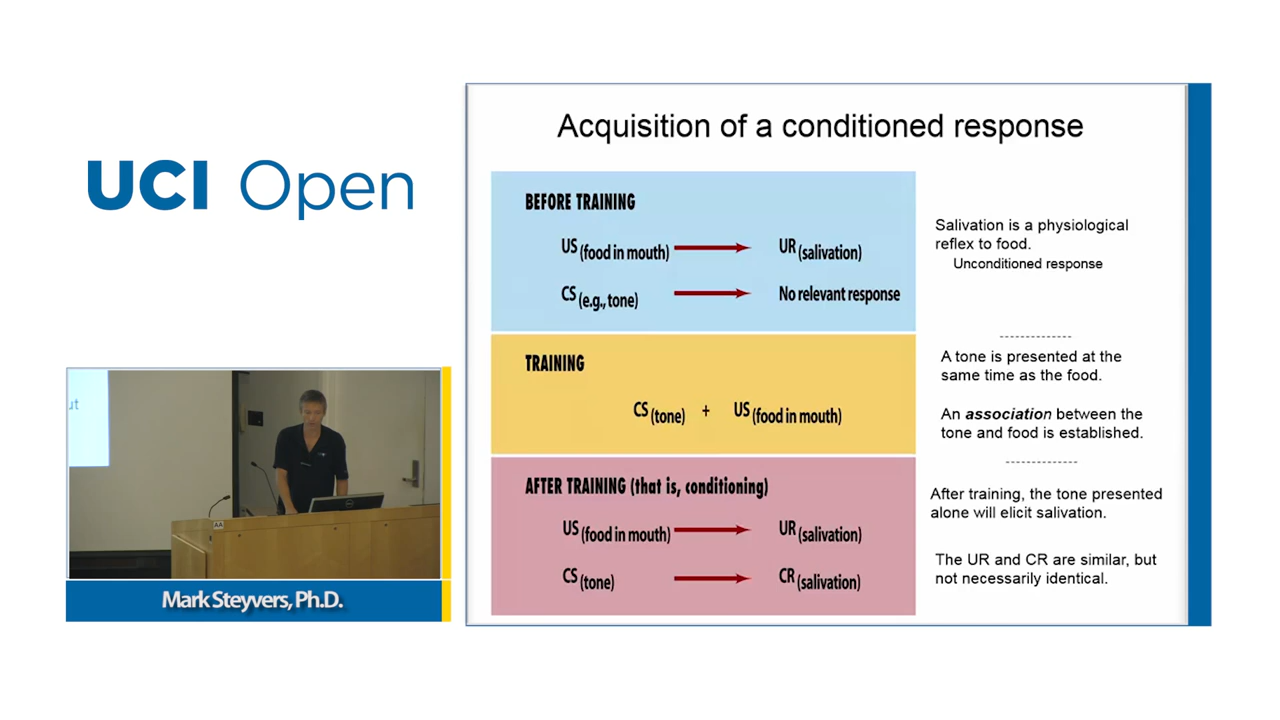 UCI Open
Acquisition of a conditioned response
BEFORE TRAINING
US (food in mouth) UR (salivation)
CS (e.g., tone) No relevant response
Salivation is a physiological
reflex to food.
Unconditioned response
--------------
TRAINING
CS (tone) + US (food in mouth)
A tone is presented at the
same time as the food.
An association between the
tone and food is established.
--------------
AFTER TRAINING (that is, conditioning)
US (food in mouth) UR (salivation)
CS (tone) CR (salivation)
After training, the tone presented
alone will elicit salivation.
The UR and CR are similar, but
not necessarily identical.
ut
AA
Mark Steyvers, Ph.D.